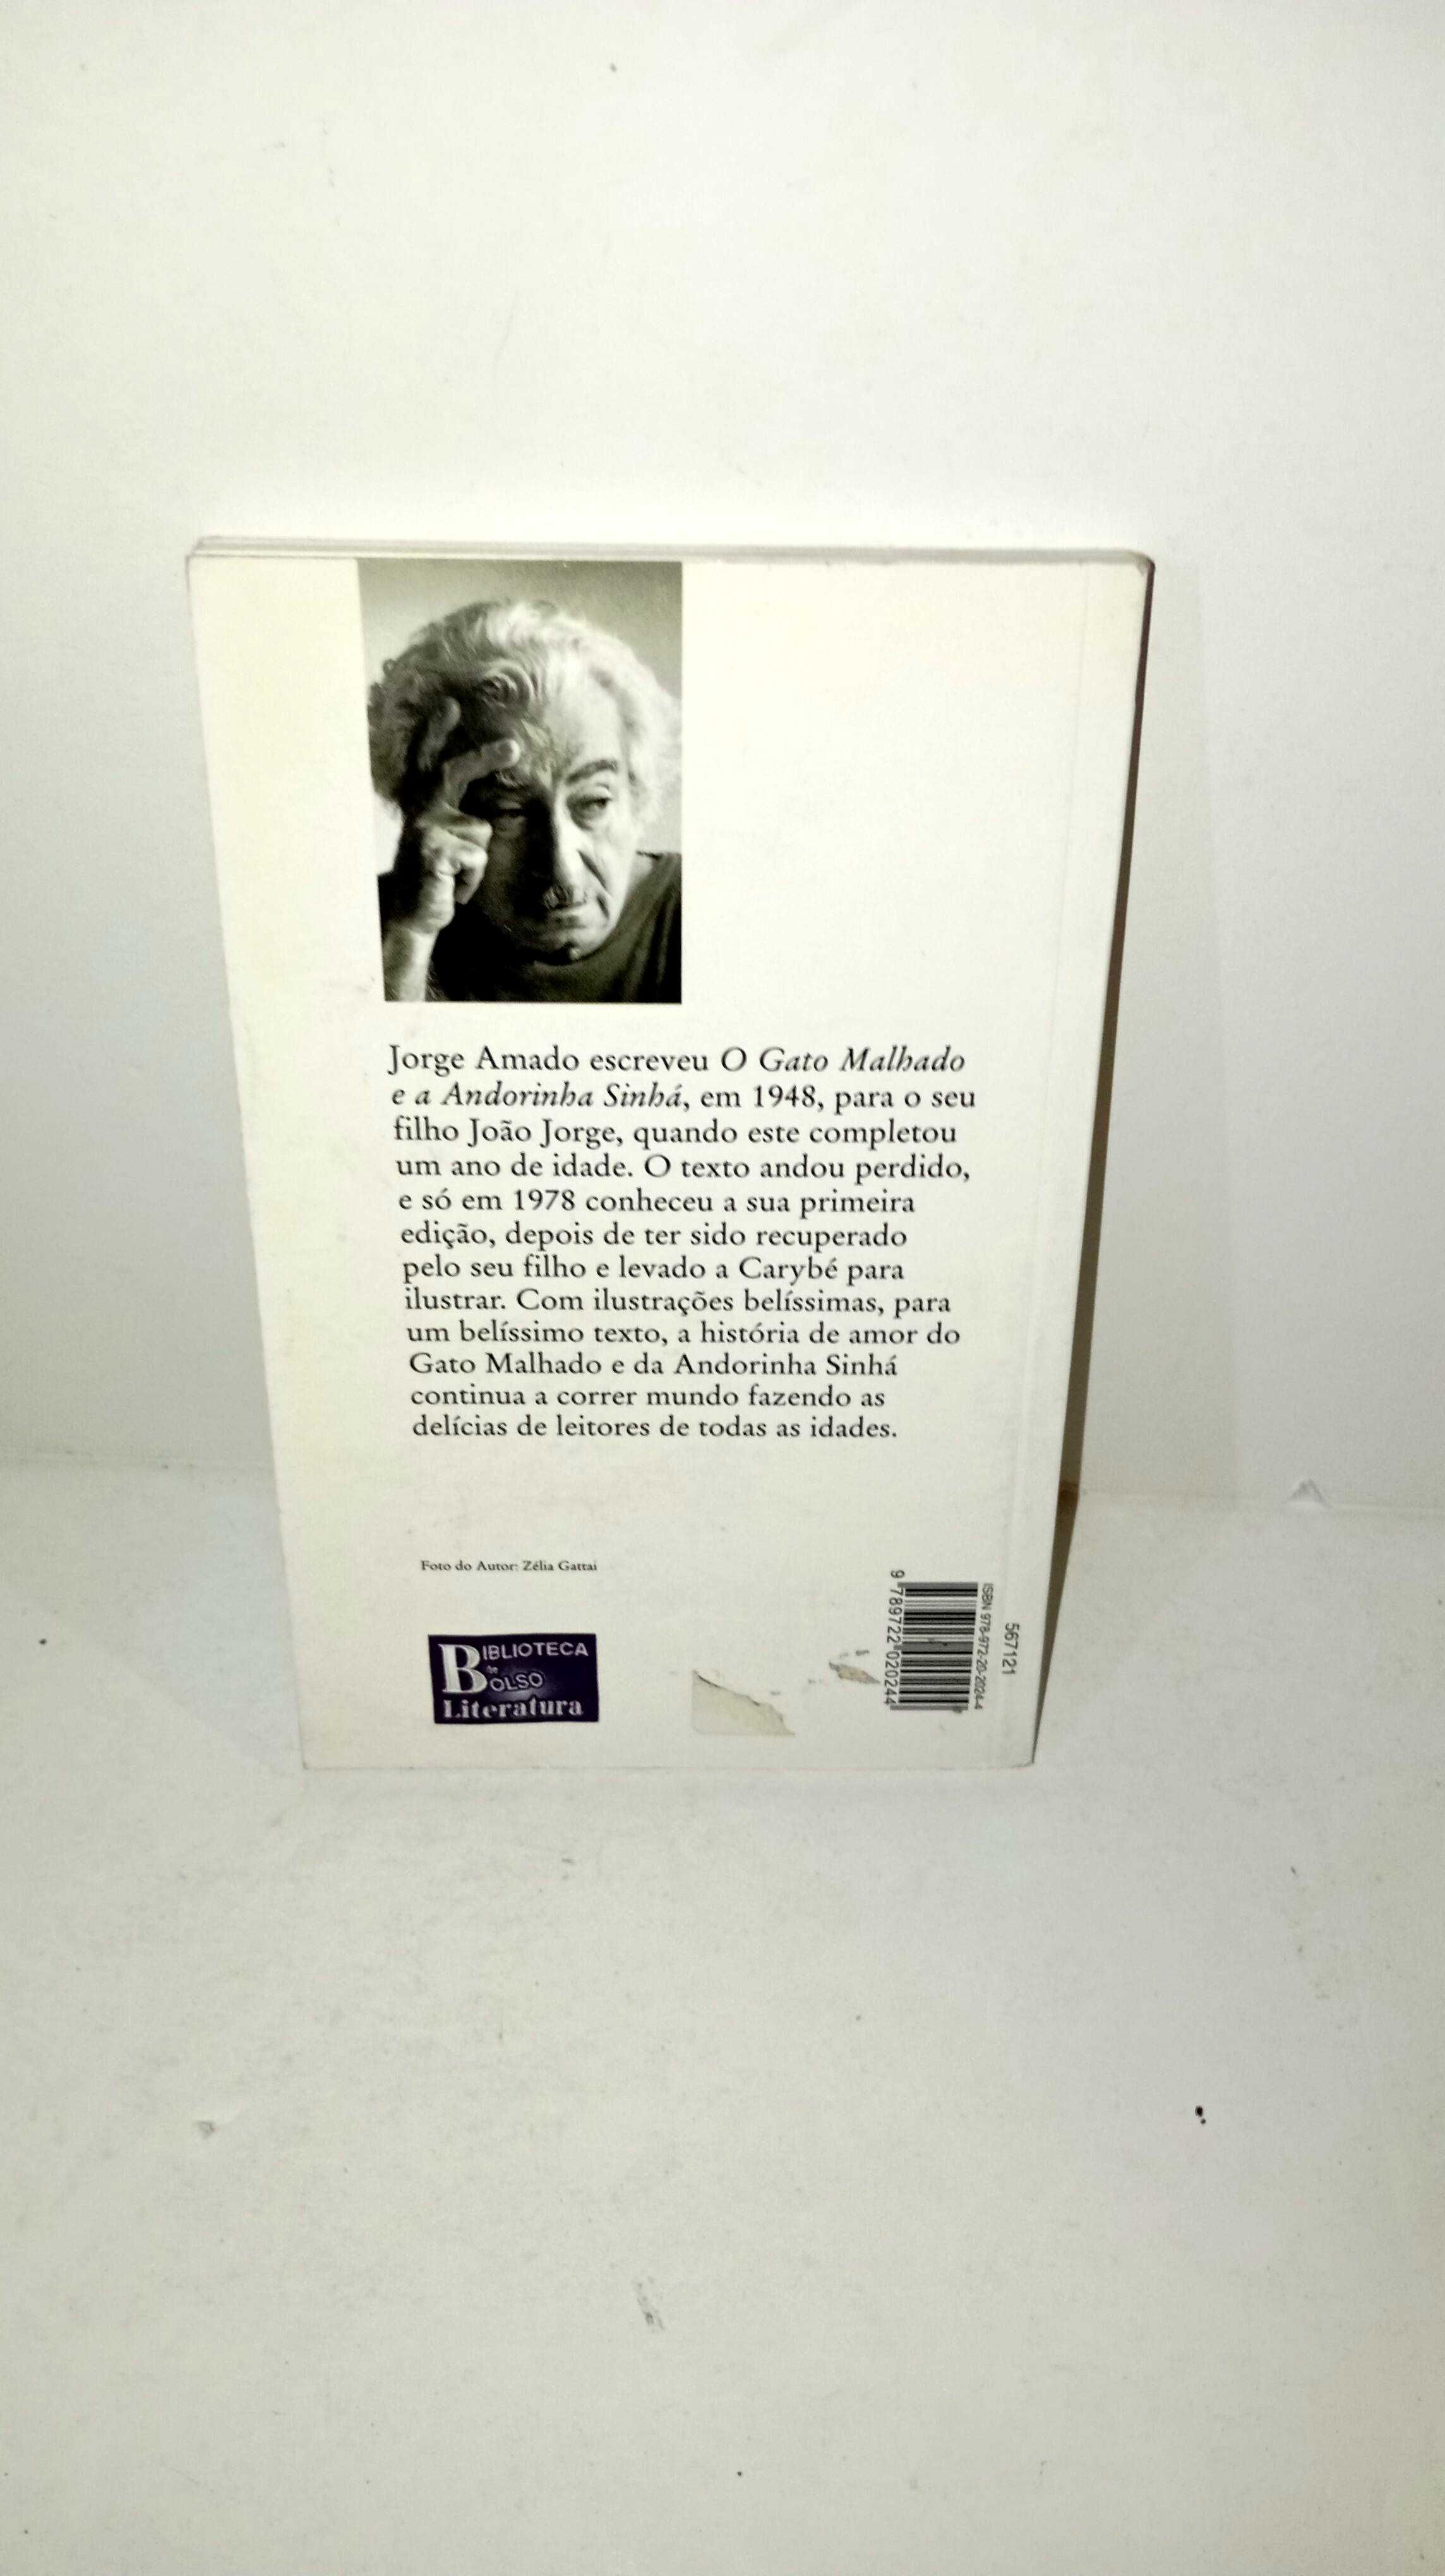 Jorge Amado escreveu O Gato Malhado
e a Andorinha Sinhá, em 1948, para o seu
filho João Jorge, quando este completou
um ano de idade. O texto andou perdido,
e só em 1978 conheceu a sua primeira
edição, depois de ter sido recuperado
pelo seu filho e levado a Carybé para
ilustrar. Com ilustrações belíssimas, para
um belíssimo texto, a história de amor do
Gato Malhado e da Andorinha Sinhá
continua a correr mundo fazendo as
delícias de leitores de todas as idades.
Foto do Autor: Zélia Gattai
BIBLIOTECA
de BOLSO
Literatura
567121
ISBN 978-972-20-2024-4
9 789722 020244